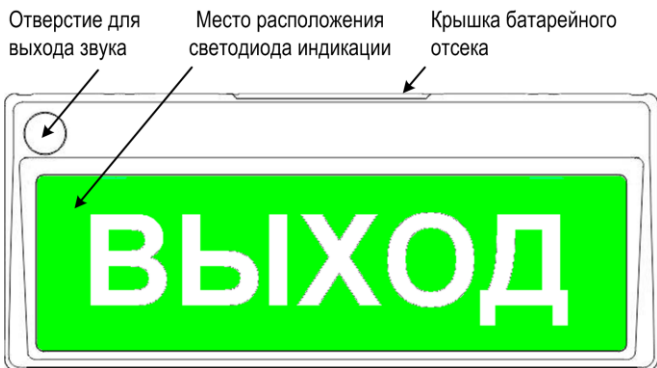 Отверстие для
выхода звука
Место расположения
светодиода индикации
Крышка батарейного
отсека
ВЫХОД